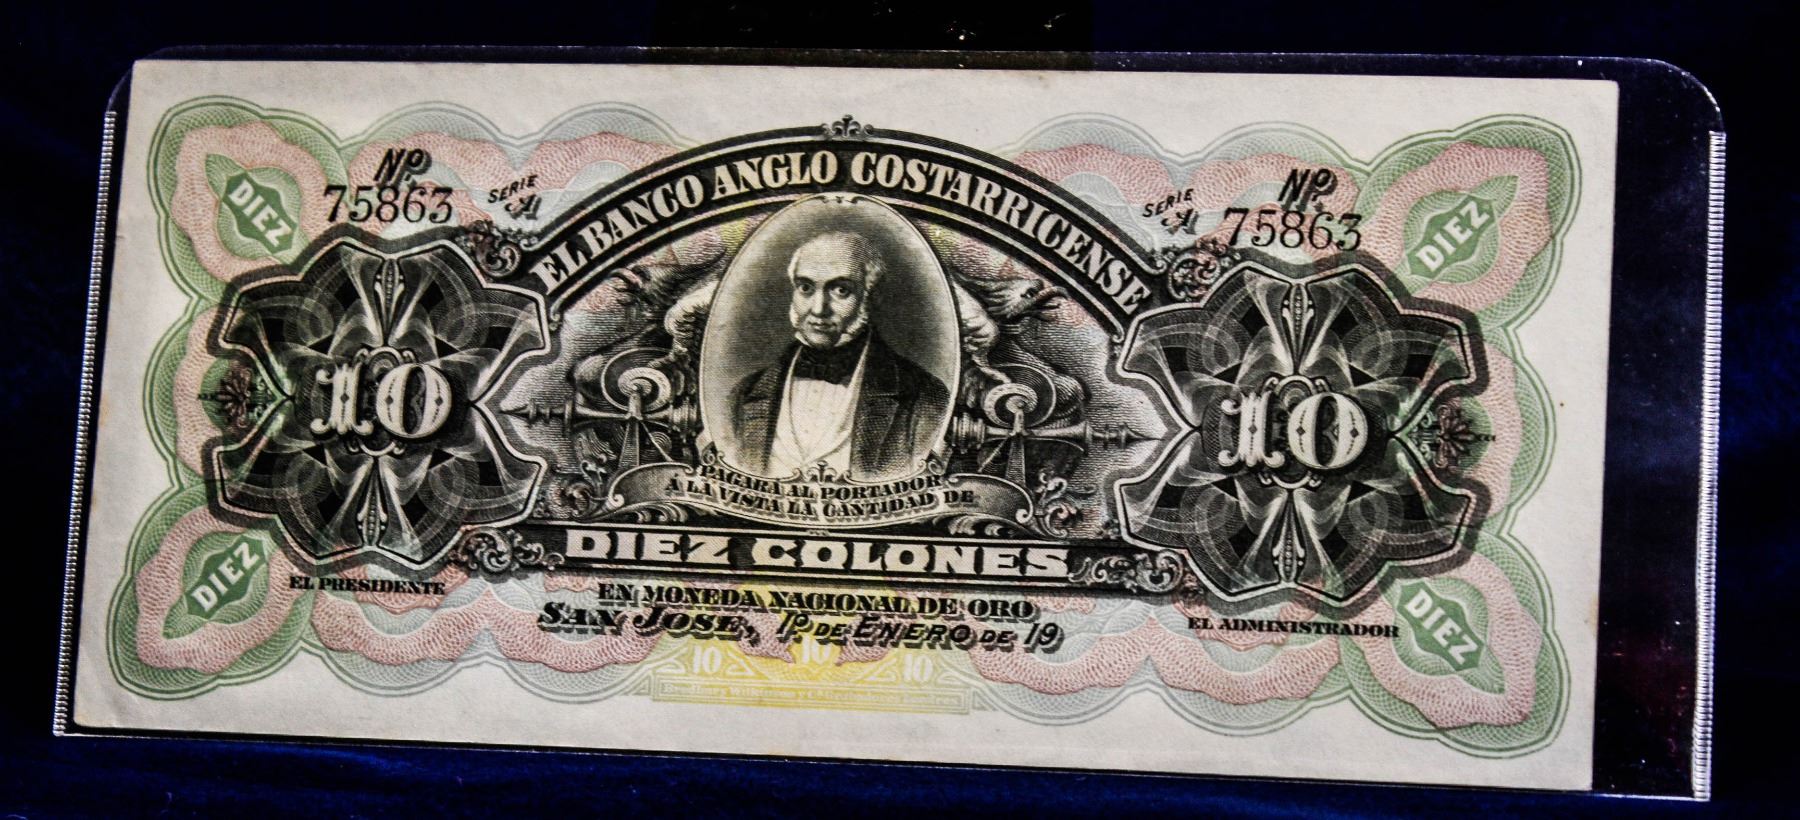 EL BANCO ANGLO COSTARRICENSE
Nº 75863
SERIE A
SERIE A
Nº 75863
DIEZ
DIEZ
10
10
PAGARA AL PORTADOR
A LA VISTA LA CANTIDAD DE
DIEZ COLONES
DIEZ
DIEZ
EL PRESIDENTE
EN MONEDA NACIONAL DE ORO
SAN JOSE, 1º DE ENERO DE 19
EL ADMINISTRADOR
10 10 10